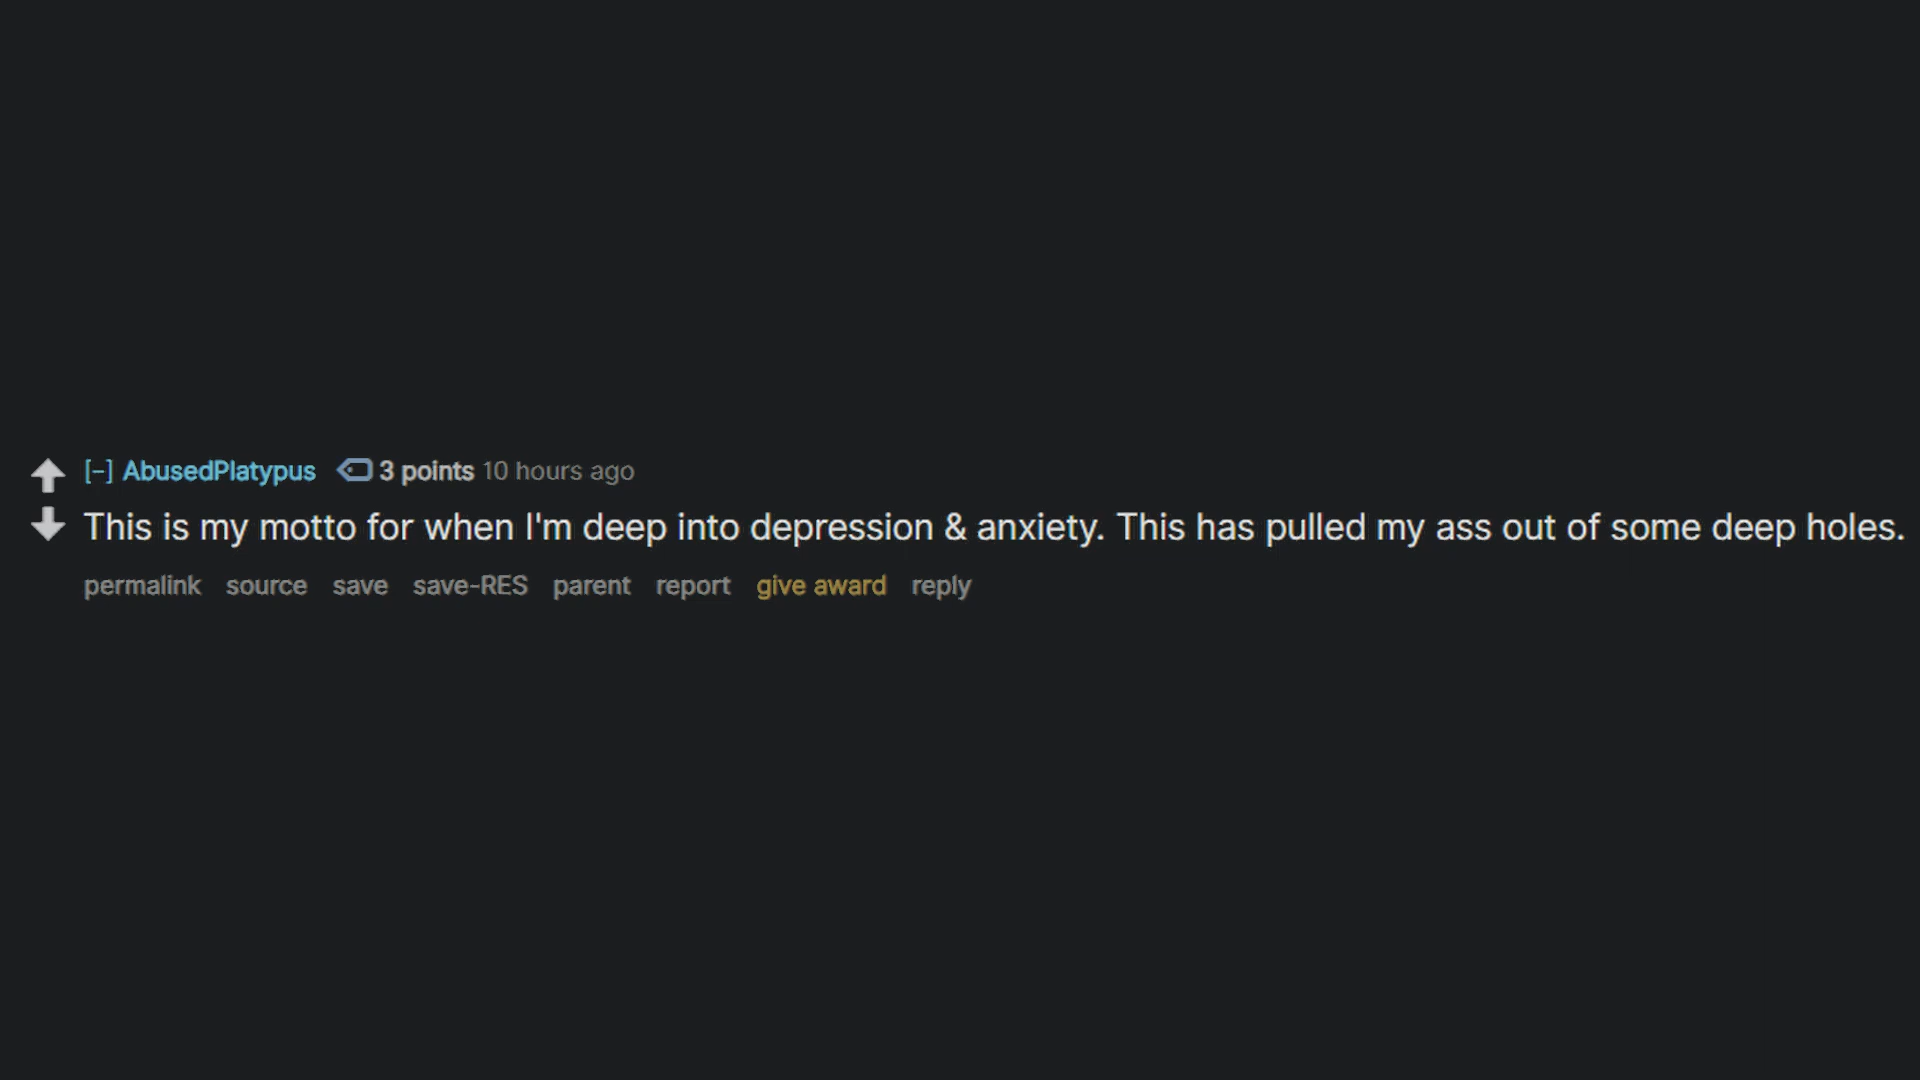 [-] AbusedPlatypus 3 points 10 hours ago
This is my motto for when I'm deep into depression & anxiety. This has pulled my ass out of some deep holes.
permalink source save save-RES parent report give award reply